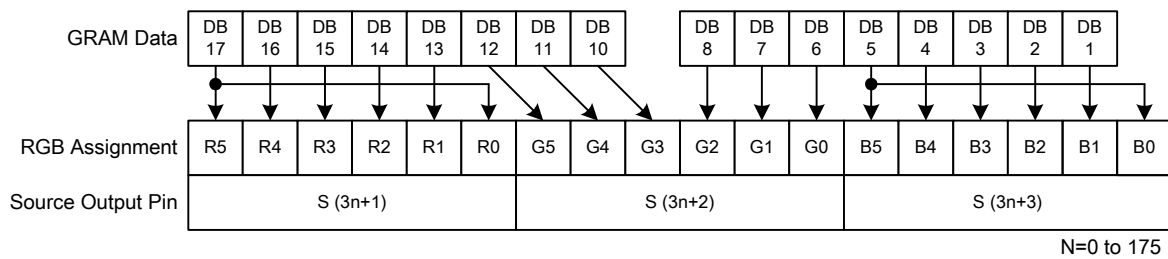 GRAM Data DB 17 DB 16 DB 15 DB 14 DB 13 DB 12 DB 11 DB 10 DB 8 DB 7 DB 6 DB 5 DB 4 DB 3 DB 2 DB 1
RGB Assignment R5 R4 R3 R2 R1 R0 G5 G4 G3 G2 G1 G0 B5 B4 B3 B2 B1 B0
Source Output Pin S (3n+1) S (3n+2) S (3n+3)
N=0 to 175